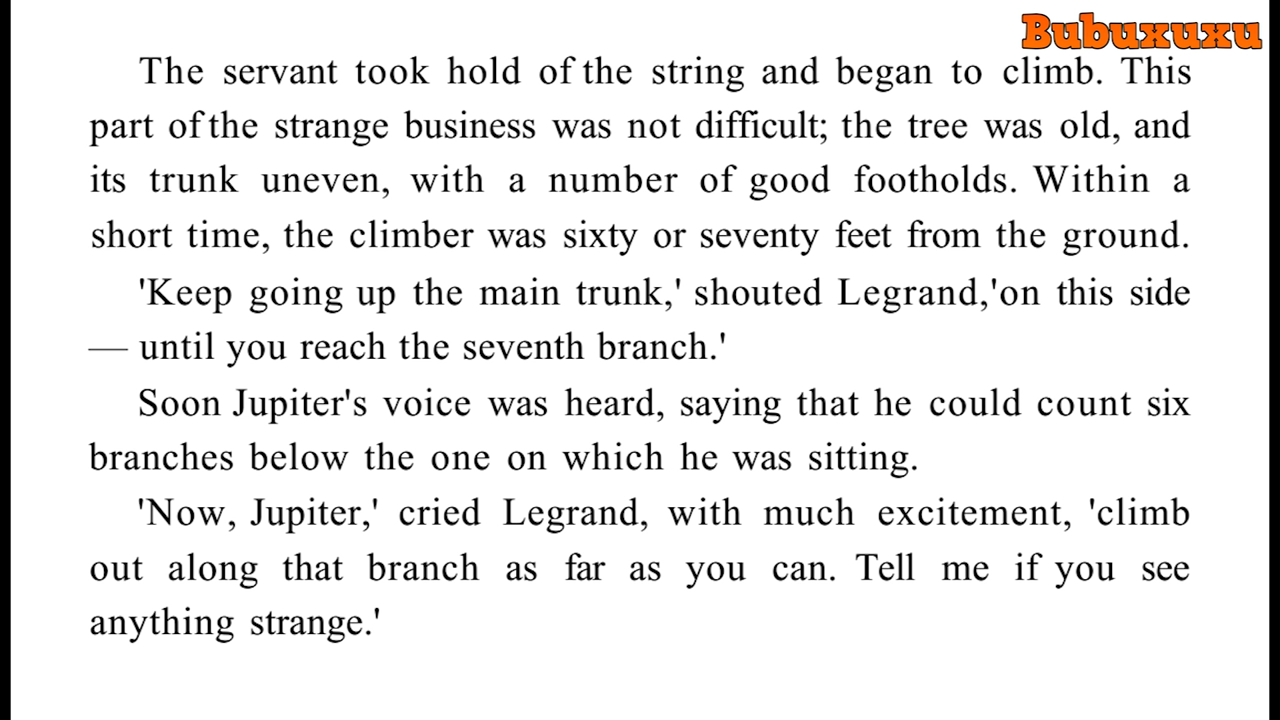 Bubuxuxu
The servant took hold of the string and began to climb. This
part of the strange business was not difficult; the tree was old, and
its trunk uneven, with a number of good footholds. Within a
short time, the climber was sixty or seventy feet from the ground.
'Keep going up the main trunk,' shouted Legrand,'on this side
— until you reach the seventh branch.'
Soon Jupiter's voice was heard, saying that he could count six
branches below the one on which he was sitting.
'Now, Jupiter,' cried Legrand, with much excitement, 'climb
out along that branch as far as you can. Tell me if you see
anything strange.'